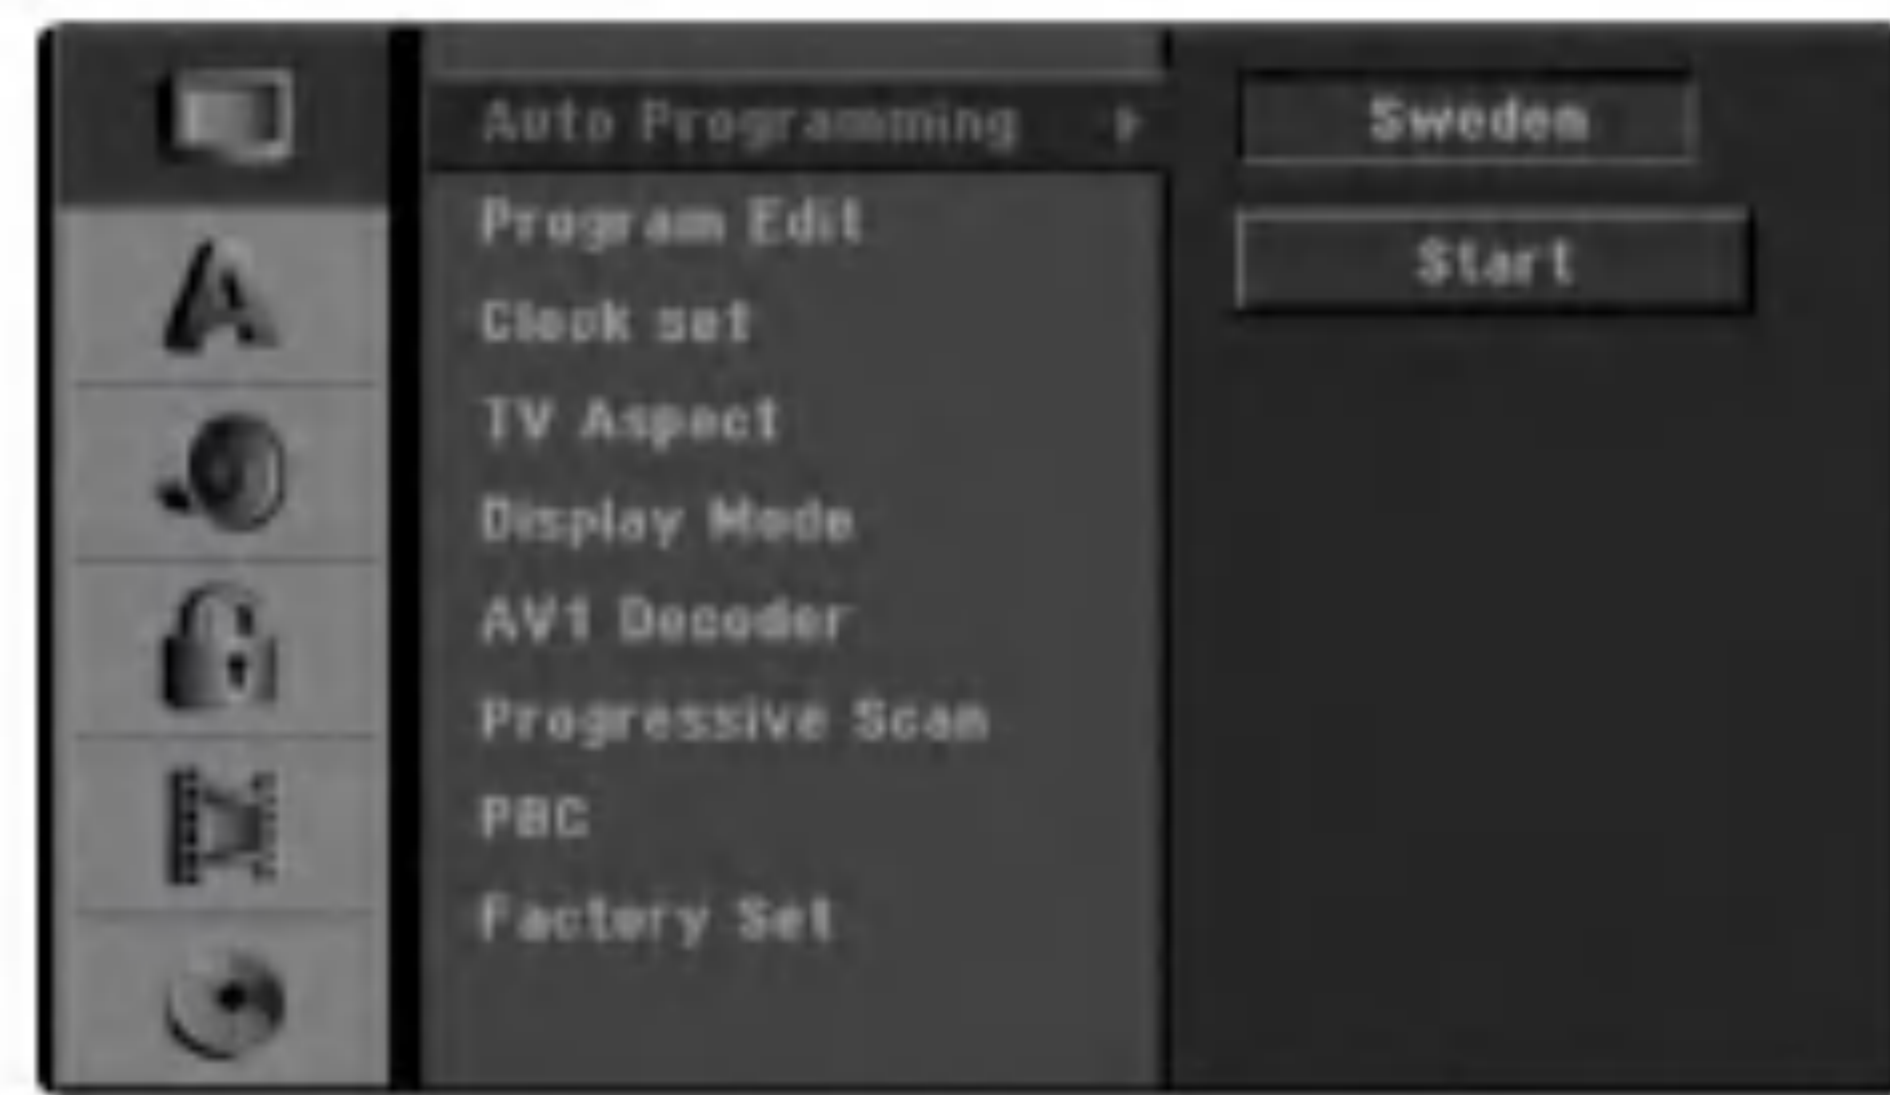 Auto Programming
Program Edit
Clock set
TV Aspect
Display Mode
AV1 Decoder
Progressive Scan
PBC
Factory Set
Sweden
Start